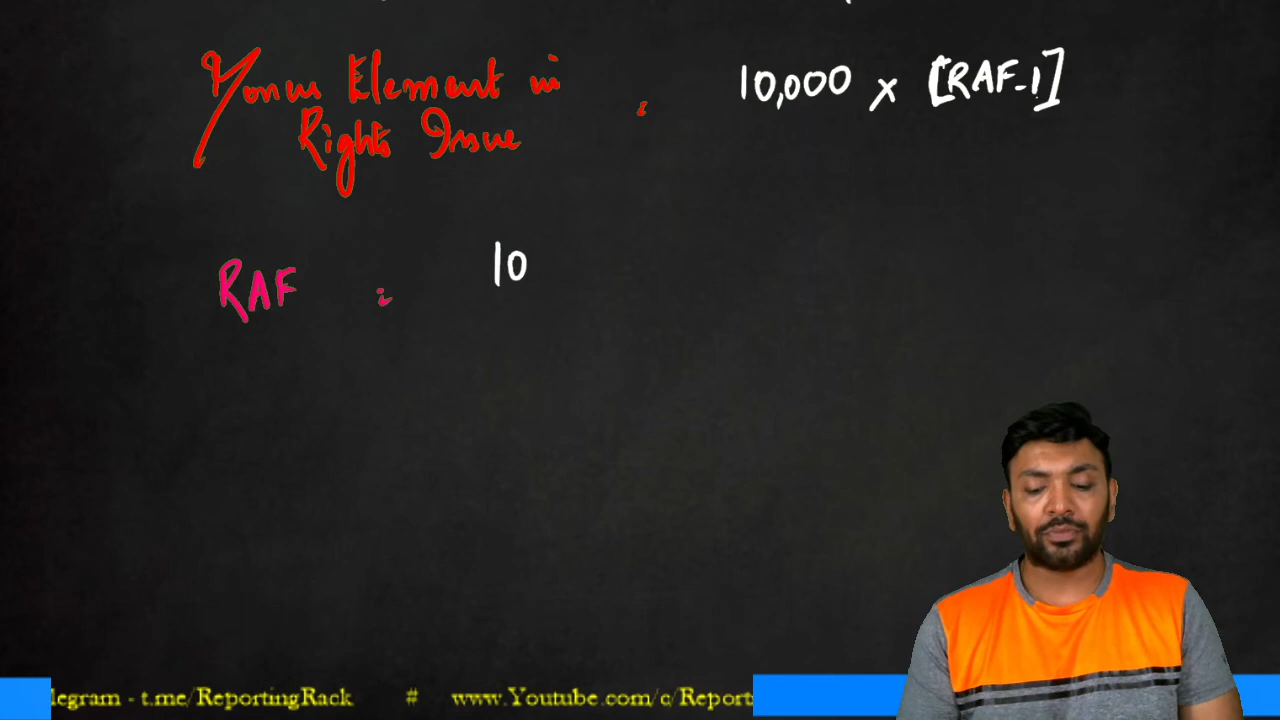 Bonus Element in : 10,000 x [RAF-1]
Rights Issue
RAF = 10
legram - t.me/ReportingRack # www.Youtube.com/c/Report